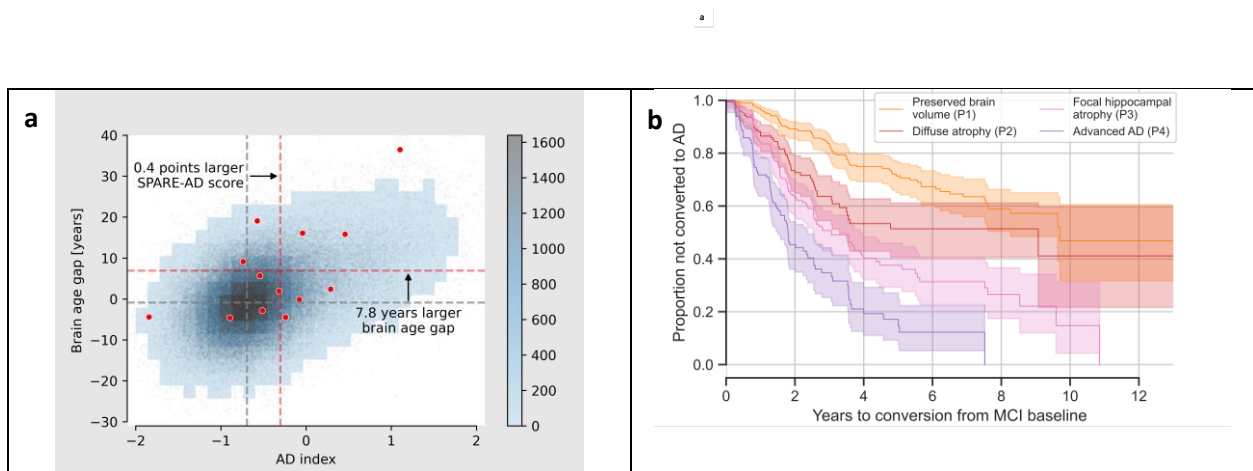 a
a
40
30
20
10
0
−10
−20
−30
Brain age gap [years]
0.4 points larger
SPARE-AD score
7.8 years larger
brain age gap
−2
−1
0
1
2
AD index
1600
1400
1200
1000
800
600
400
200
0
b
1.0
0.8
0.6
0.4
0.2
0.0
Proportion not converted to AD
Preserved brain
volume (P1)
Diffuse atrophy (P2)
Focal hippocampal
atrophy (P3)
Advanced AD (P4)
0 2 4 6 8 10 12
Years to conversion from MCI baseline